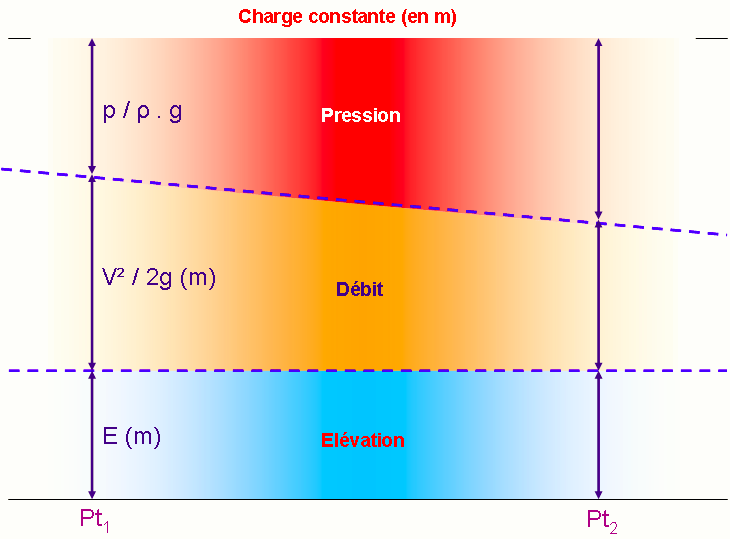 Charge constante (en m)
p / ρ . g
Pression
V² / 2g (m)
Débit
E (m)
Elévation
Pt₁
Pt₂